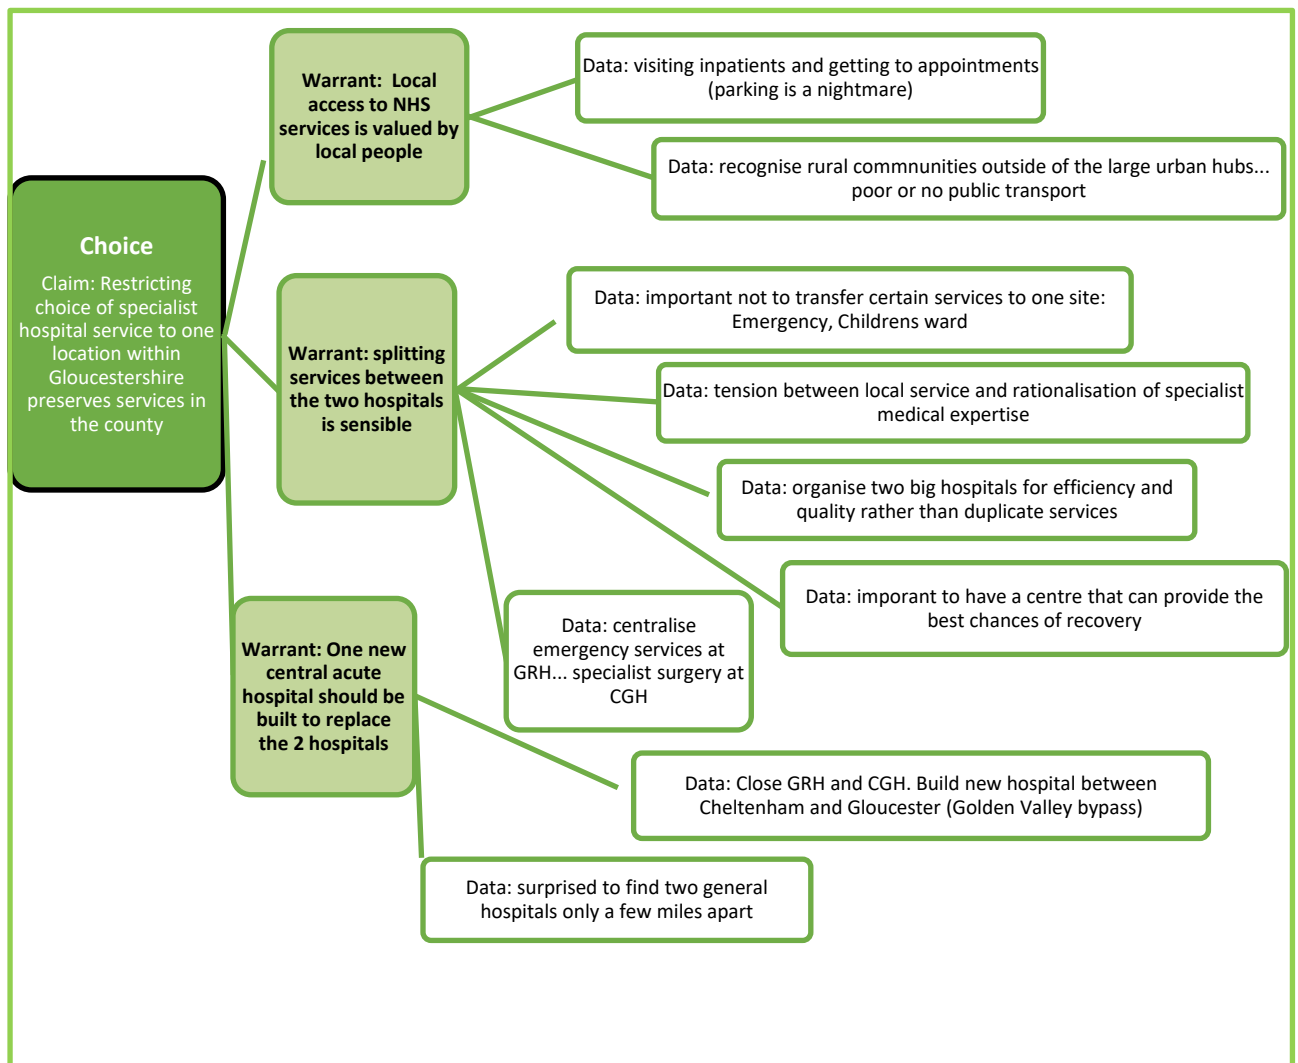 Choice
Claim: Restricting
choice of specialist
hospital service to one
location within
Gloucestershire
preserves services in
the county
Warrant:  Local
access to NHS
services is valued by
local people
Data: visiting inpatients and getting to appointments
(parking is a nightmare)
Data: recognise rural commnunities outside of the large urban hubs...
poor or no public transport
Warrant: splitting
services between
the two hospitals
is sensible
Data: important not to transfer certain services to one site:
Emergency, Childrens ward
Data: tension between local service and rationalisation of specialist
medical expertise
Data: organise two big hospitals for efficiency and
quality rather than duplicate services
Data: imporant to have a centre that can provide the
best chances of recovery
Data: centralise
emergency services at
GRH... specialist surgery at
CGH
Warrant: One new
central acute
hospital should be
built to replace
the 2 hospitals
Data: Close GRH and CGH. Build new hospital between
Cheltenham and Gloucester (Golden Valley bypass)
Data: surprised to find two general
hospitals only a few miles apart